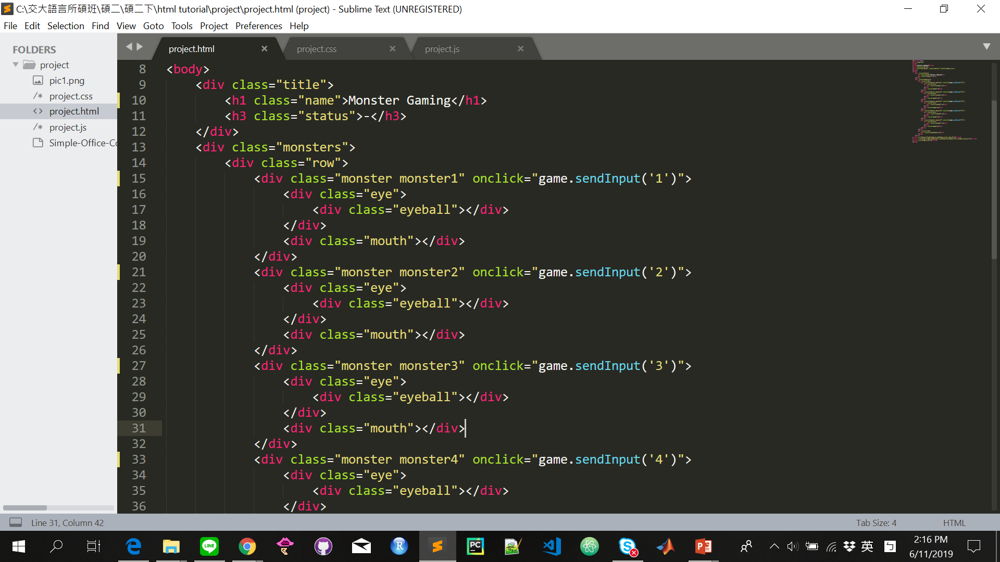 C:\交大語言所碩班\碩二\碩二下\html tutorial\project\project.html (project) - Sublime Text (UNREGISTERED)
File Edit Selection Find View Goto Tools Project Preferences Help
FOLDERS
project
pic1.png
/* project.css
<> project.html
/* project.js
Simple-Office-Co
project.html × project.css × project.js ×
8 <body>
9 <div class="title">
10 <h1 class="name">Monster Gaming</h1>
11 <h3 class="status">-</h3>
12 </div>
13 <div class="monsters">
14 <div class="row">
15 <div class="monster monster1" onclick="game.sendInput('1')">
16 <div class="eye">
17 <div class="eyeball"></div>
18 </div>
19 <div class="mouth"></div>
20 </div>
21 <div class="monster monster2" onclick="game.sendInput('2')">
22 <div class="eye">
23 <div class="eyeball"></div>
24 </div>
25 <div class="mouth"></div>
26 </div>
27 <div class="monster monster3" onclick="game.sendInput('3')">
28 <div class="eye">
29 <div class="eyeball"></div>
30 </div>
31 <div class="mouth"></div>
32 </div>
33 <div class="monster monster4" onclick="game.sendInput('4')">
34 <div class="eye">
35 <div class="eyeball"></div>
36 </div>
Line 31, Column 42 Tab Size: 4 HTML
LINE R PC 英 ㄅ 2:16 PM
6/11/2019